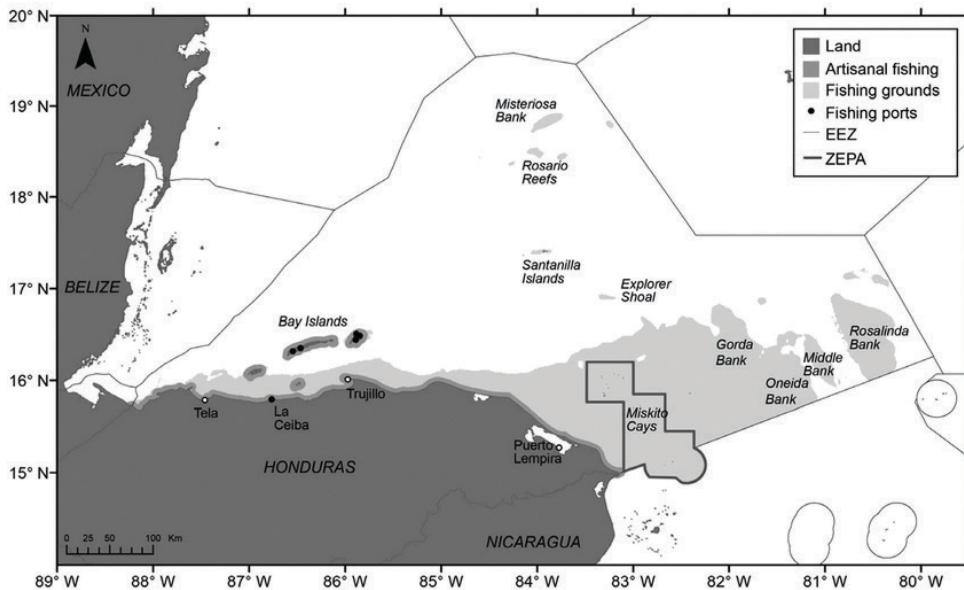 20° N
19° N
18° N
17° N
16° N
15° N
89° W
88° W
87° W
86° W
85° W
84° W
83° W
82° W
81° W
80° W
N
MEXICO
BELIZE
HONDURAS
NICARAGUA
Land
Artisanal fishing
Fishing grounds
Fishing ports
EEZ
ZEPA
Misteriosa
Bank
Rosario
Reefs
Santanilla
Islands
Explorer
Shoal
Bay Islands
Gorda
Bank
Rosalinda
Bank
Middle
Bank
Oneida
Bank
Miskito
Cays
Tela
La
Ceiba
Trujillo
Puerto
Lempira
0 25 50 100 Km